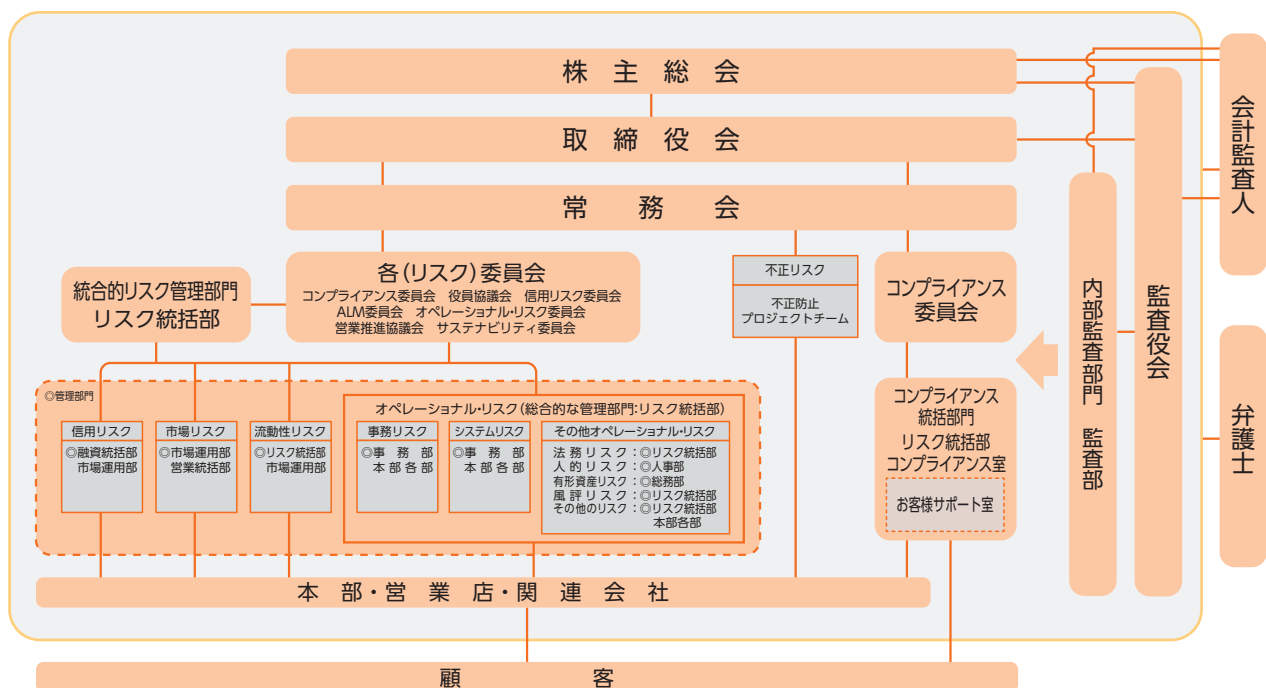 株主総会
取締役会
常務会
各(リスク)委員会
コンプライアンス委員会 役員協議会 信用リスク委員会
ALM委員会 オペレーショナル・リスク委員会
営業推進協議会 サステナビリティ委員会
統合的リスク管理部門
リスク統括部
不正リスク
不正防止
プロジェクトチーム
コンプライアンス
委員会
コンプライアンス
統括部門
リスク統括部
コンプライアンス室
お客様サポート室
内部監査部門 監査部
監査役会
会計監査人
弁護士
◎管理部門
オペレーショナル・リスク(総合的な管理部門:リスク統括部)
信用リスク
◎融資統括部
市場運用部
市場リスク
◎市場運用部
営業統括部
流動性リスク
◎リスク統括部
市場運用部
事務リスク
◎事務部
本部各部
システムリスク
◎事務部
本部各部
その他オペレーショナル・リスク
法務リスク:◎リスク統括部
人的リスク:◎人事部
有形資産リスク:◎総務部
風評リスク:◎リスク統括部
その他のリスク:◎リスク統括部
本部各部
本部・営業店・関連会社
顧客